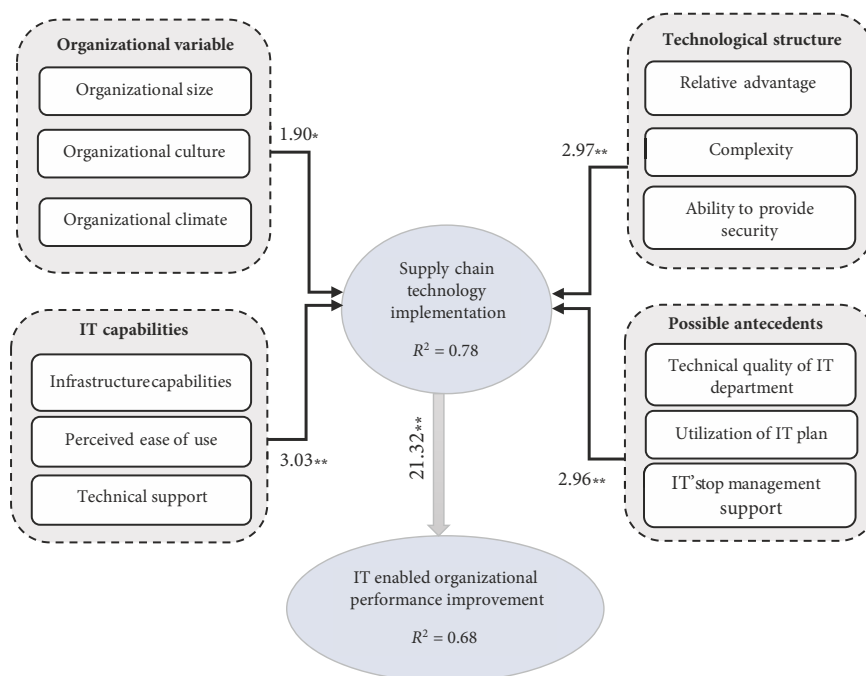 Organizational variable
Organizational size
Organizational culture
Organizational climate
1.90*
Technological structure
Relative advantage
Complexity
Ability to provide
security
2.97**
Supply chain
technology
implementation
R² = 0.78
IT capabilities
Infrastructure capabilities
Perceived ease of use
Technical support
3.03**
Possible antecedents
Technical quality of IT
department
Utilization of IT plan
IT'stop management
support
2.96**
21.32**
IT enabled organizational
performance improvement
R² = 0.68